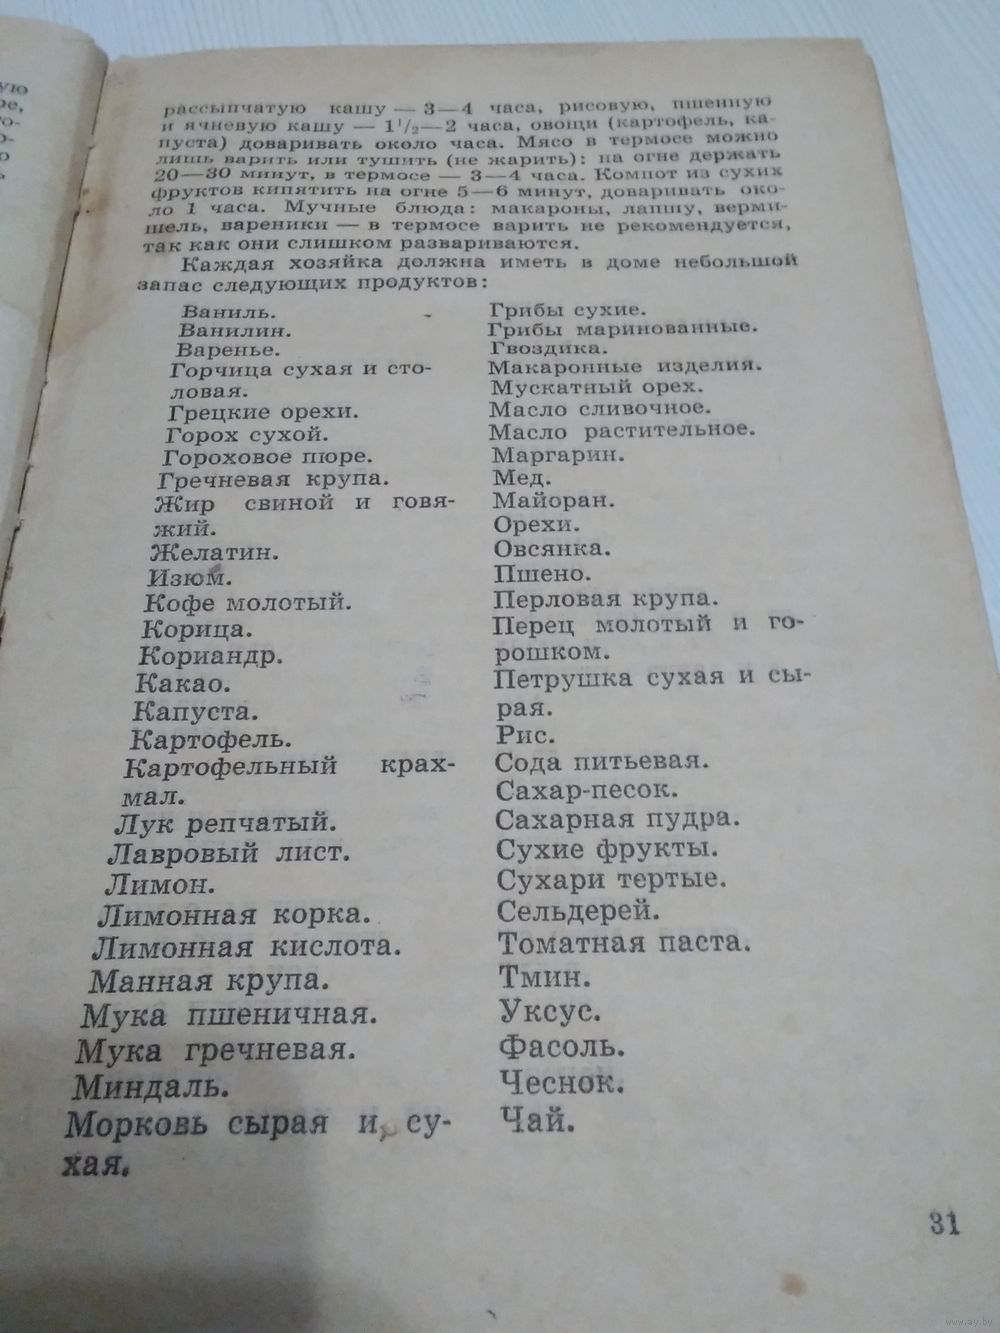 ую
ре,
о-
о-
о
рассыпчатую кашу — 3—4 часа, рисовую, пшенную
и ячневую кашу — 1 1/2—2 часа, овощи (картофель, ка-
пуста) доваривать около часа. Мясо в термосе можно
лишь варить или тушить (не жарить): на огне держать
20—30 минут, в термосе — 3—4 часа. Компот из сухих
фруктов кипятить на огне 5—6 минут, доваривать око-
ло 1 часа. Мучные блюда: макароны, лапшу, верми-
шель, вареники — в термосе варить не рекомендуется,
так как они слишком развариваются.
Каждая хозяйка должна иметь в доме небольшой
запас следующих продуктов:
Ваниль.
Ванилин.
Варенье.
Горчица сухая и сто-
ловая.
Грецкие орехи.
Горох сухой.
Гороховое пюре.
Гречневая крупа.
Жир свиной и говя-
жий.
Желатин.
Изюм.
Кофе молотый.
Корица.
Кориандр.
Какао.
Капуста.
Картофель.
Картофельный крах-
мал.
Лук репчатый.
Лавровый лист.
Лимон.
Лимонная корка.
Лимонная кислота.
Манная крупа.
Мука пшеничная.
Мука гречневая.
Миндаль.
Морковь сырая и су-
хая.
Грибы сухие.
Грибы маринованные.
Гвоздика.
Макаронные изделия.
Мускатный орех.
Масло сливочное.
Масло растительное.
Маргарин.
Мед.
Майоран.
Орехи.
Овсянка.
Пшено.
Перловая крупа.
Перец молотый и го-
рошком.
Петрушка сухая и сы-
рая.
Рис.
Сода питьевая.
Сахар-песок.
Сахарная пудра.
Сухие фрукты.
Сухари тертые.
Сельдерей.
Томатная паста.
Тмин.
Уксус.
Фасоль.
Чеснок.
Чай.
31
www.ay.by